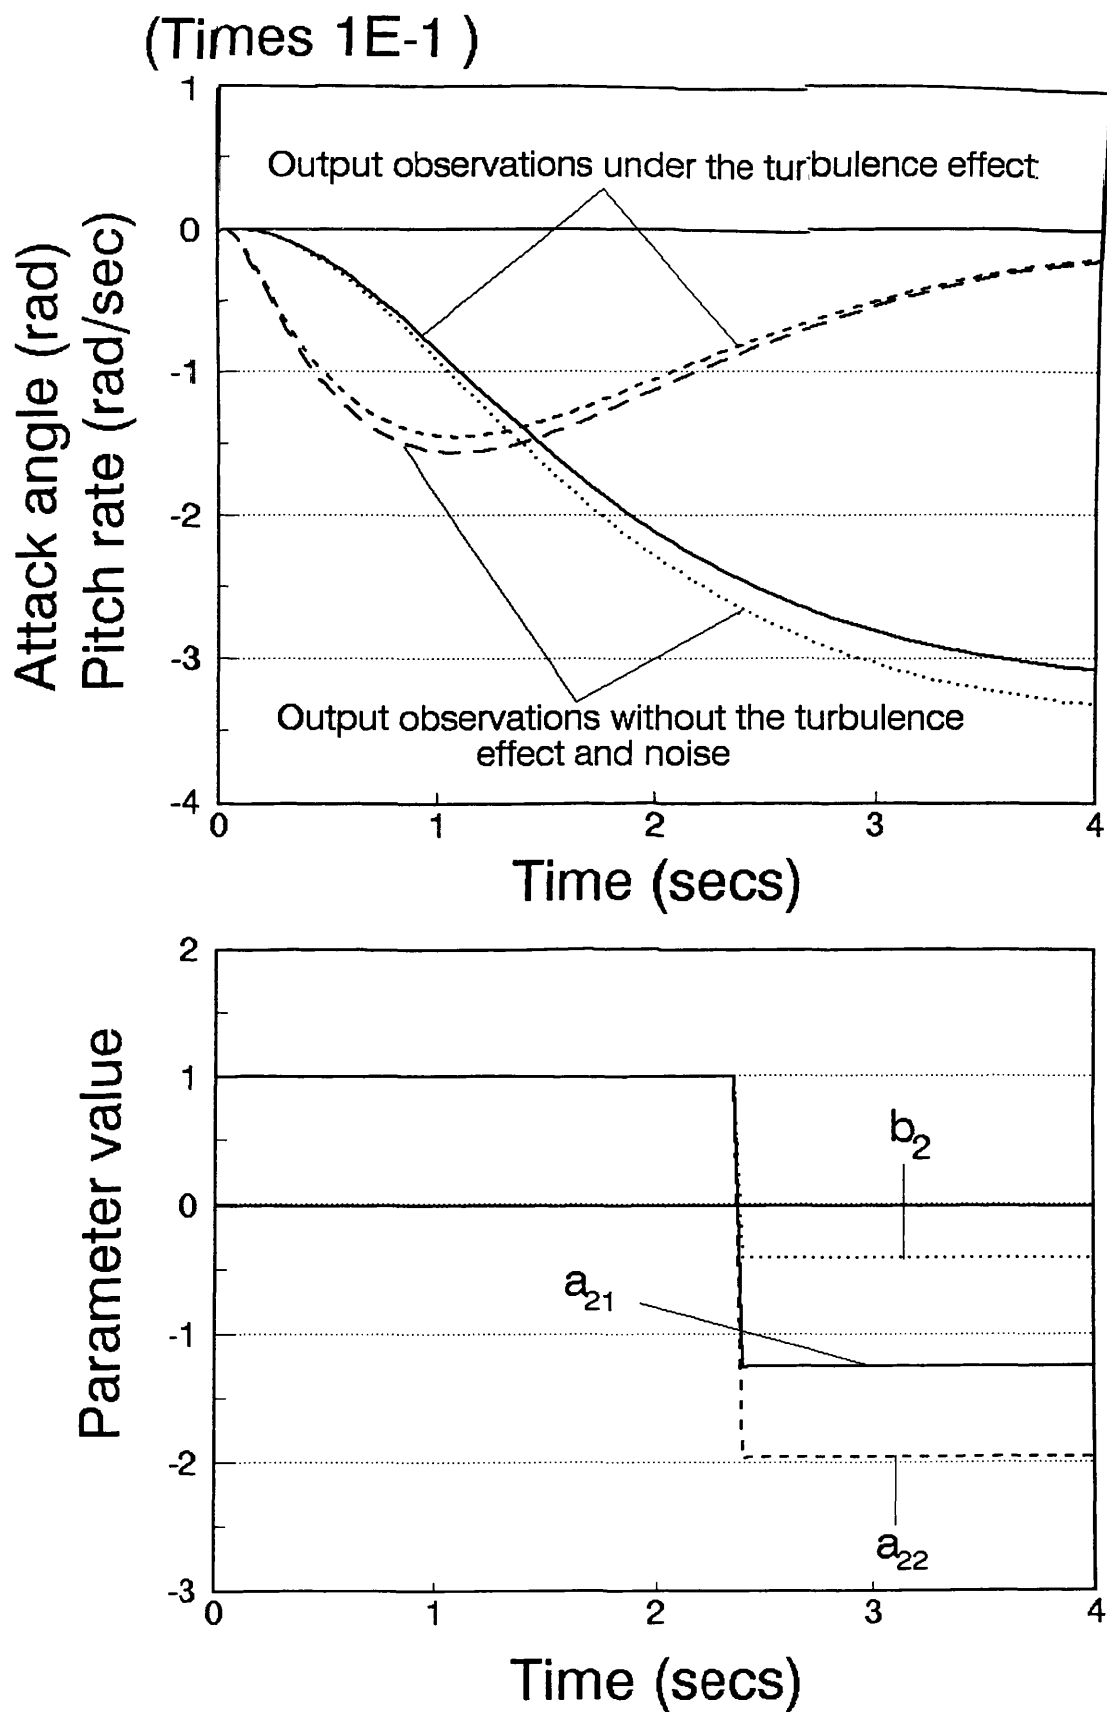 (Times 1E-1 )
1
Output observations under the turbulence effect
0
-1
-2
-3
-4
Attack angle (rad)
Pitch rate (rad/sec)
Output observations without the turbulence
effect and noise
0 1 2 3 4
Time (secs)
2
1
0
-1
-2
-3
Parameter value
b2
a21
a22
0 1 2 3 4
Time (secs)